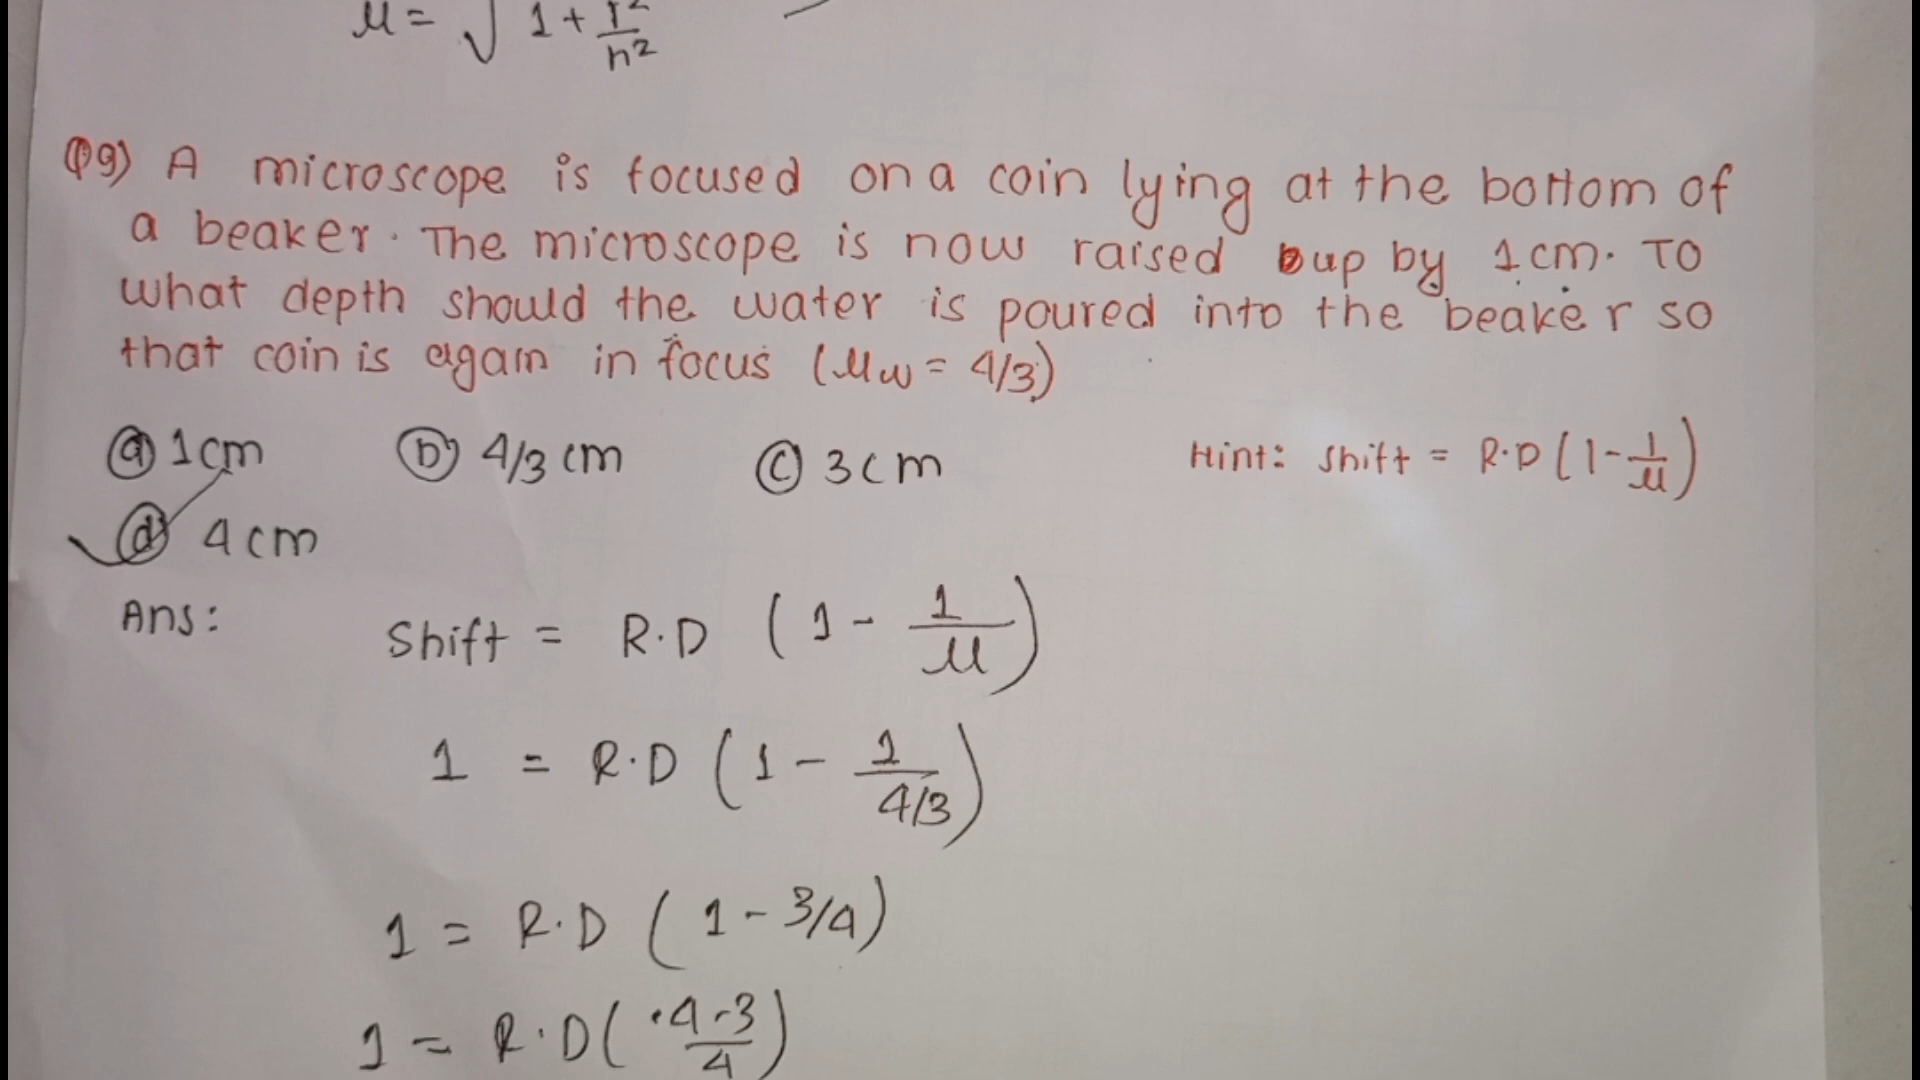 μ = √ 1 + r²/h²
Q9) A microscope is focused on a coin lying at the bottom of
a beaker. The microscope is now raised up by 1cm. To
what depth should the water is poured into the beaker so
that coin is again in focus (μw = 4/3)
(a) 1cm (b) 4/3 cm (c) 3cm Hint: shift = R.D (1 - 1/μ)
(d) 4cm
Ans: Shift = R.D (1 - 1/μ)
1 = R.D (1 - 1/4/3)
1 = R.D (1 - 3/4)
1 = R.D (4-3/4)